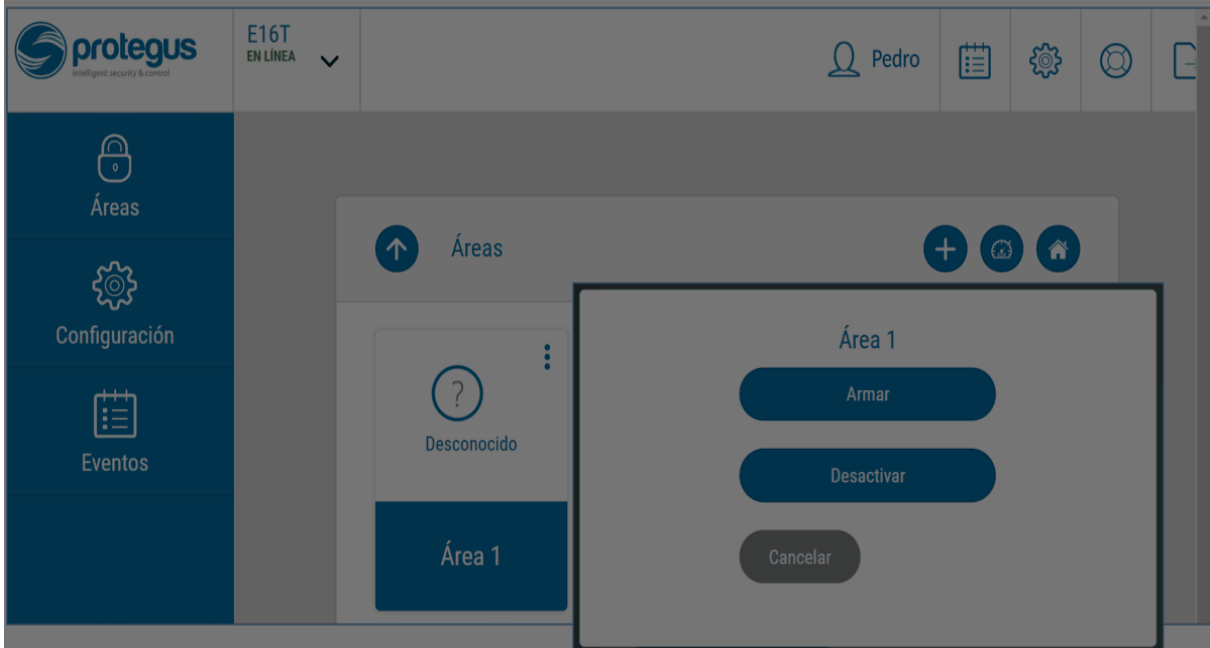 protegus
intelligent security & control
E16T
EN LÍNEA
Pedro
Áreas
Configuración
Eventos
Áreas
?
Desconocido
Área 1
Área 1
Armar
Desactivar
Cancelar